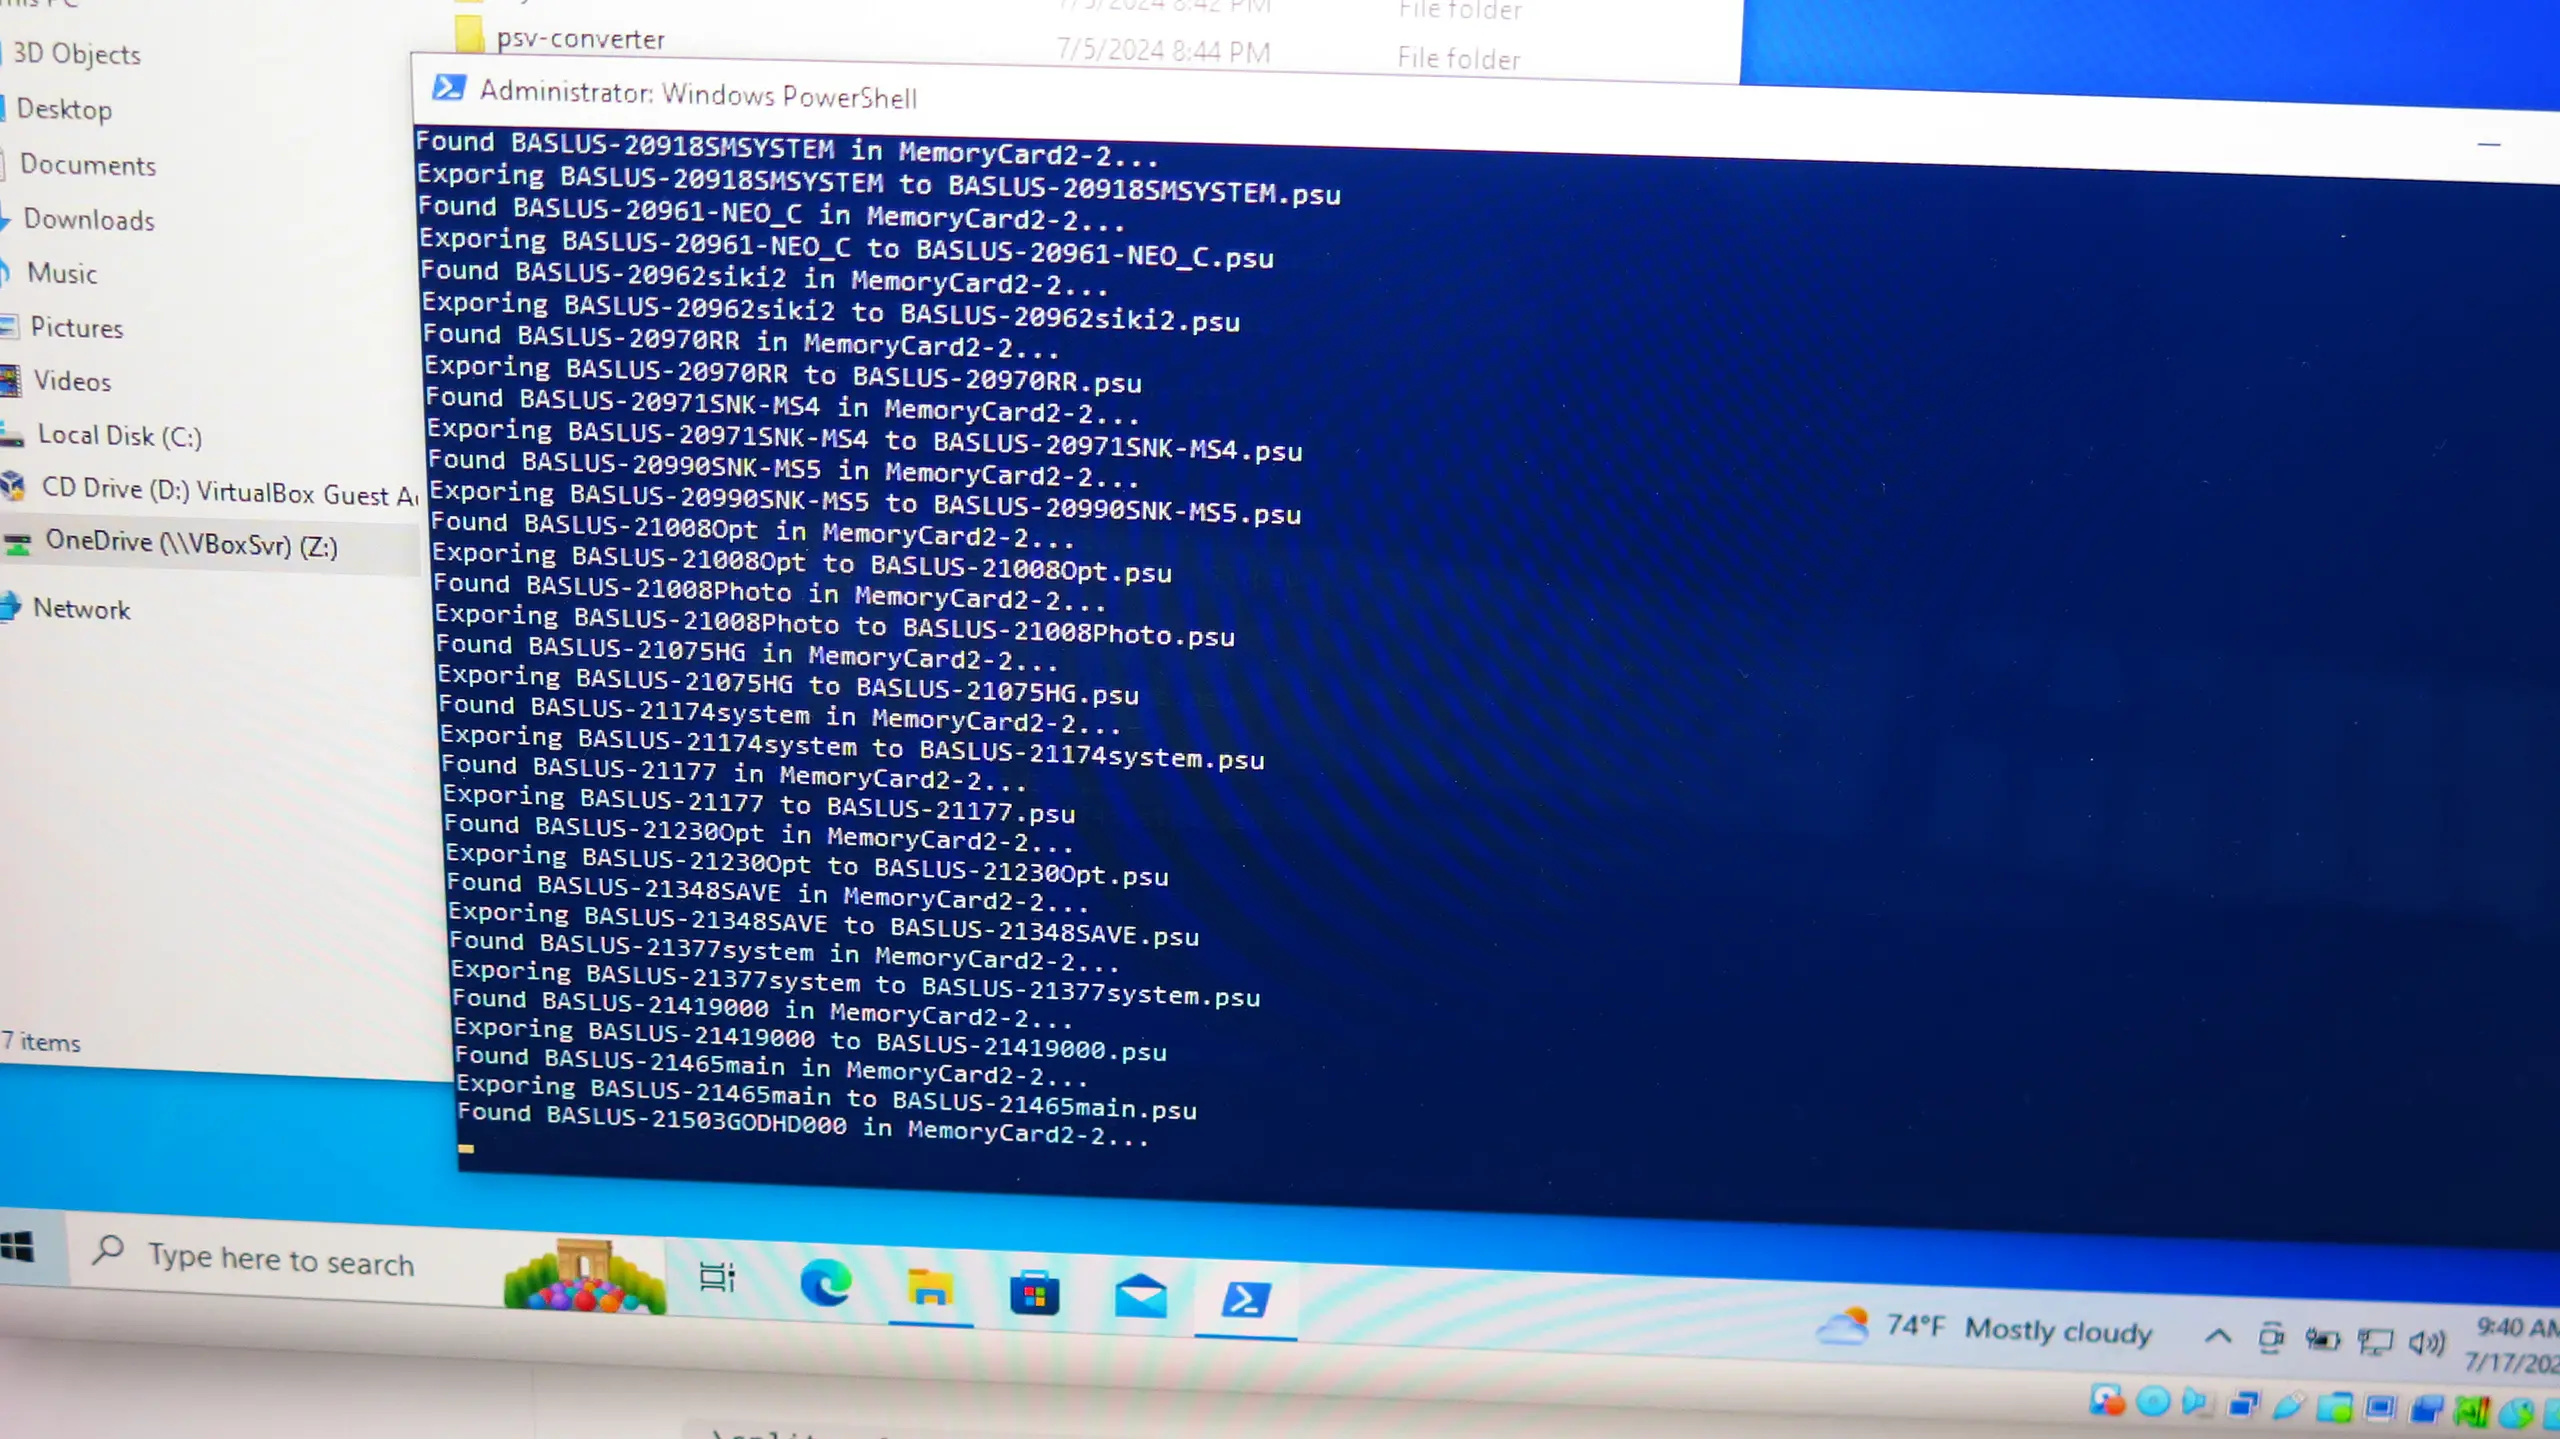 This PC
3D Objects
Desktop
Documents
Downloads
Music
Pictures
Videos
Local Disk (C:)
CD Drive (D:) VirtualBox Guest
OneDrive (\\VBoxSvr) (Z:)
Network
7 items
7/5/2024 8:42 PM File folder
psv-converter 7/5/2024 8:44 PM File folder
Administrator: Windows PowerShell
Found BASLUS-20918SMSYSTEM in MemoryCard2-2...
Exporing BASLUS-20918SMSYSTEM to BASLUS-20918SMSYSTEM.psu
Found BASLUS-20961-NEO_C in MemoryCard2-2...
Exporing BASLUS-20961-NEO_C to BASLUS-20961-NEO_C.psu
Found BASLUS-20962siki2 in MemoryCard2-2...
Exporing BASLUS-20962siki2 to BASLUS-20962siki2.psu
Found BASLUS-20970RR in MemoryCard2-2...
Exporing BASLUS-20970RR to BASLUS-20970RR.psu
Found BASLUS-20971SNK-MS4 in MemoryCard2-2...
Exporing BASLUS-20971SNK-MS4 to BASLUS-20971SNK-MS4.psu
Found BASLUS-20990SNK-MS5 in MemoryCard2-2...
Exporing BASLUS-20990SNK-MS5 to BASLUS-20990SNK-MS5.psu
Found BASLUS-21008Opt in MemoryCard2-2...
Exporing BASLUS-21008Opt to BASLUS-21008Opt.psu
Found BASLUS-21008Photo in MemoryCard2-2...
Exporing BASLUS-21008Photo to BASLUS-21008Photo.psu
Found BASLUS-21075HG in MemoryCard2-2...
Exporing BASLUS-21075HG to BASLUS-21075HG.psu
Found BASLUS-21174system in MemoryCard2-2...
Exporing BASLUS-21174system to BASLUS-21174system.psu
Found BASLUS-21177 in MemoryCard2-2...
Exporing BASLUS-21177 to BASLUS-21177.psu
Found BASLUS-21230Opt in MemoryCard2-2...
Exporing BASLUS-21230Opt to BASLUS-21230Opt.psu
Found BASLUS-21348SAVE in MemoryCard2-2...
Exporing BASLUS-21348SAVE to BASLUS-21348SAVE.psu
Found BASLUS-21377system in MemoryCard2-2...
Exporing BASLUS-21377system to BASLUS-21377system.psu
Found BASLUS-21419000 in MemoryCard2-2...
Exporing BASLUS-21419000 to BASLUS-21419000.psu
Found BASLUS-21465main in MemoryCard2-2...
Exporing BASLUS-21465main to BASLUS-21465main.psu
Found BASLUS-21503GODHD000 in MemoryCard2-2...
Type here to search
74°F Mostly cloudy
9:40 AM
7/17/202